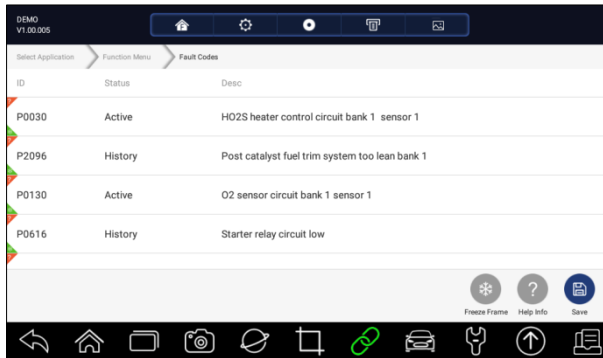 DEMO
V1.00.005
Select Application Function Menu Fault Codes
ID Status Desc
P0030 Active HO2S heater control circuit bank 1 sensor 1
P2096 History Post catalyst fuel trim system too lean bank 1
P0130 Active O2 sensor circuit bank 1 sensor 1
P0616 History Starter relay circuit low
Freeze Frame Help Info Save